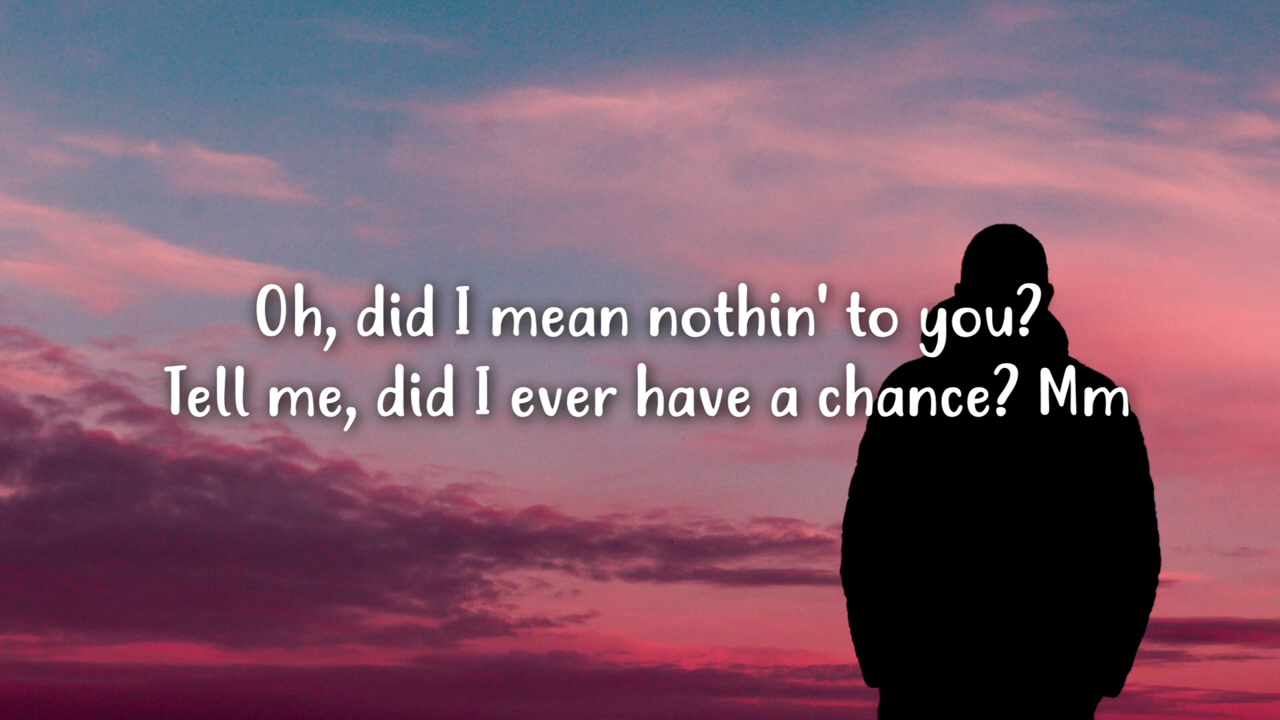 Oh, did I mean nothin' to you?
Tell me, did I ever have a chance? Mm